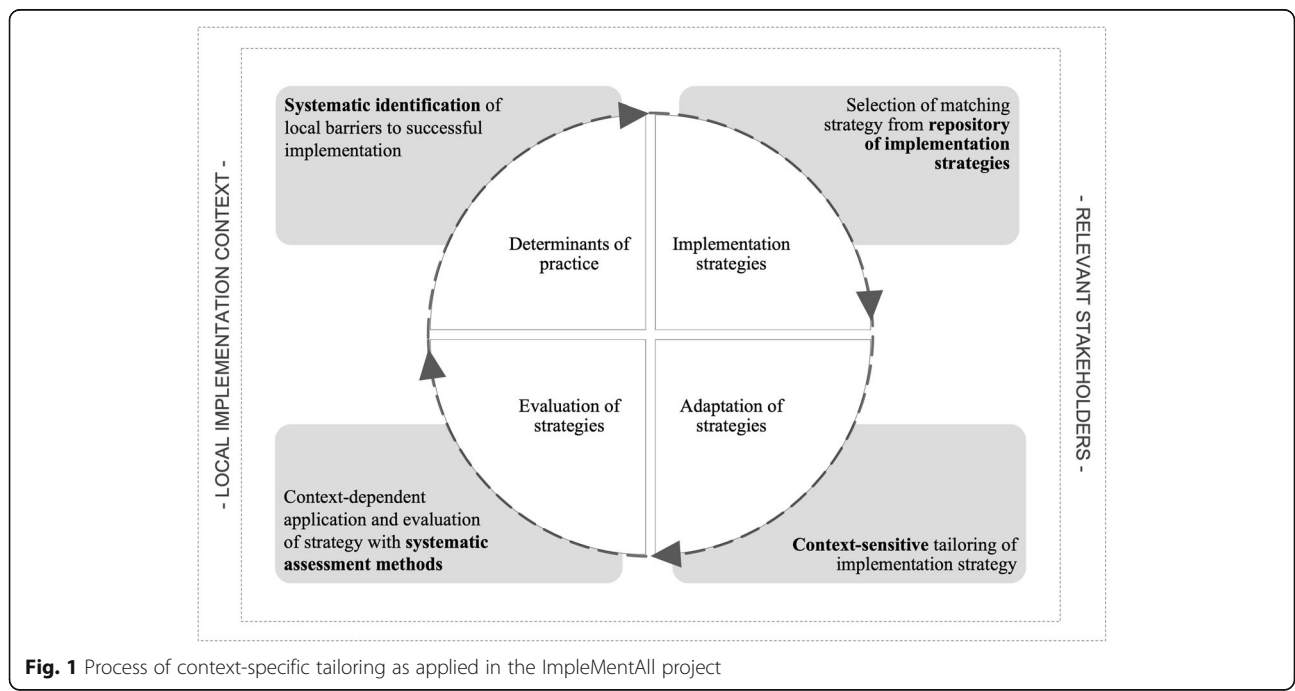 - LOCAL IMPLEMENTATION CONTEXT -
Systematic identification of
local barriers to successful
implementation
Selection of matching
strategy from repository
of implementation
strategies
Determinants of
practice
Implementation
strategies
Evaluation of
strategies
Adaptation of
strategies
Context-dependent
application and evaluation
of strategy with systematic
assessment methods
Context-sensitive tailoring of
implementation strategy
- RELEVANT STAKEHOLDERS -
Fig. 1 Process of context-specific tailoring as applied in the ImpleMentAll project